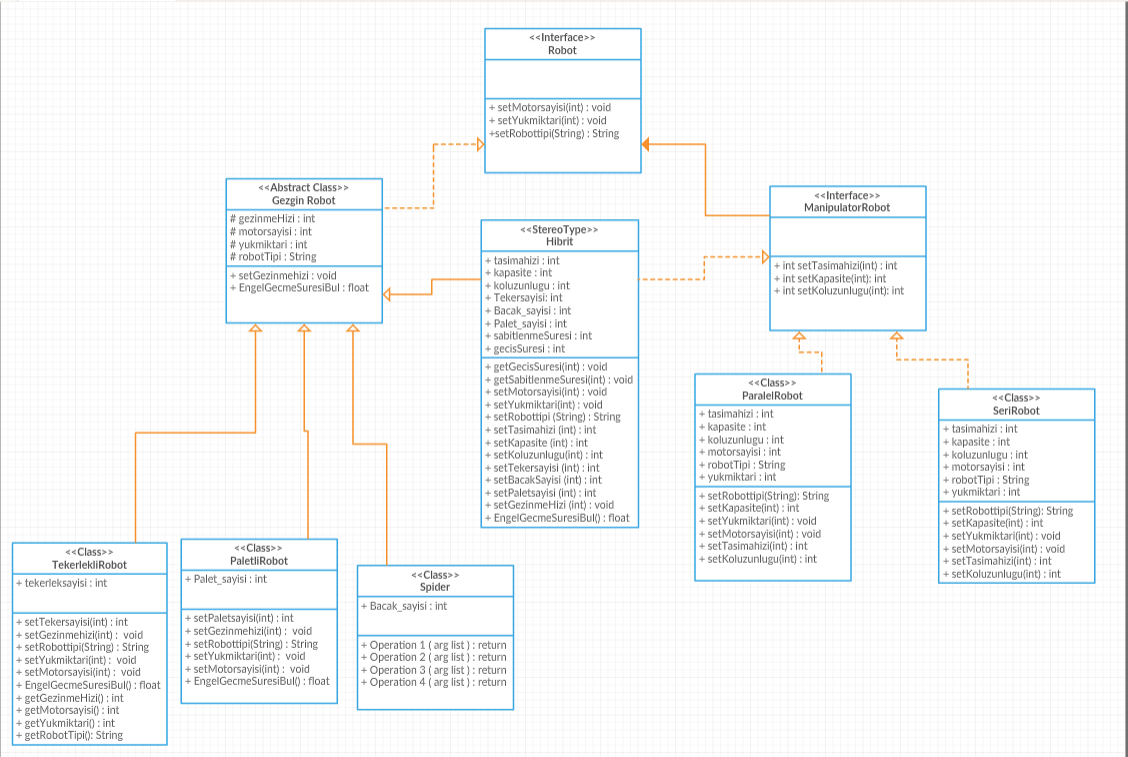 <<Interface>>
Robot
+ setMotorsayisi(int) : void
+ setYukmiktari(int) : void
+setRobottipi(String) : String
<<Abstract Class>>
Gezgin Robot
# gezinmeHizi : int
# motorsayisi : int
# yukmiktari : int
# robotTipi : String
+ setGezinmehizi : void
+ EngelGecmeSuresiBul : float
<<StereoType>>
Hibrit
+ tasimahizi : int
+ kapasite : int
+ koluzunlugu : int
+ Tekersayisi: int
+ Bacak_sayisi : int
+ Palet_sayisi : int
+ sabitlenmeSuresi : int
+ gecisSuresi : int
+ getGecisSuresi(int) : void
+ getSabitlenmeSuresi(int) : void
+ setMotorsayisi(int) : void
+ setYukmiktari(int) : void
+ setRobottipi (String) : String
+ setTasimahizi (int) : int
+ setKapasite (int) : int
+ setKoluzunlugu(int) : int
+ setTekersayisi (int) : int
+ setBacakSayisi (int) : int
+ setPaletsayisi (int) : int
+ setGezinmeHizi (int) : void
+ EngelGecmeSuresiBul() : float
<<Interface>>
ManipulatorRobot
+ int setTasimahizi(int) : int
+ int setKapasite(int): int
+ int setKoluzunlugu(int): int
<<Class>>
ParalelRobot
+ tasimahizi : int
+ kapasite : int
+ koluzunlugu : int
+ motorsayisi : int
+ robotTipi : String
+ yukmiktari : int
+ setRobottipi(String): String
+ setKapasite(int) : int
+ setYukmiktari(int) : void
+ setMotorsayisi(int) : void
+ setTasimahizi(int) : int
+ setKoluzunlugu(int) : int
<<Class>>
SeriRobot
+ tasimahizi : int
+ kapasite : int
+ koluzunlugu : int
+ motorsayisi : int
+ robotTipi : String
+ yukmiktari : int
+ setRobottipi(String): String
+ setKapasite(int) : int
+ setYukmiktari(int) : void
+ setMotorsayisi(int) : void
+ setTasimahizi(int) : int
+ setKoluzunlugu(int) : int
<<Class>>
TekerlekliRobot
+ tekerleksayisi : int
+ setTekersayisi(int) : int
+ setGezinmehizi(int) : void
+ setRobottipi(String) : String
+ setYukmiktari(int) : void
+ setMotorsayisi(int) : void
+ EngelGecmeSuresiBul() : float
+ getGezinmeHizi() : int
+ getMotorsayisi() : int
+ getYukmiktari() : int
+ getRobotTipi(): String
<<Class>>
PaletliRobot
+ Palet_sayisi : int
+ setPaletsayisi(int) : int
+ setGezinmehizi(int) : void
+ setRobottipi(String) : String
+ setYukmiktari(int) : void
+ setMotorsayisi(int) : void
+ EngelGecmeSuresiBul() : float
<<Class>>
Spider
+ Bacak_sayisi : int
+ Operation 1 ( arg list ) : return
+ Operation 2 ( arg list ) : return
+ Operation 3 ( arg list ) : return
+ Operation 4 ( arg list ) : return